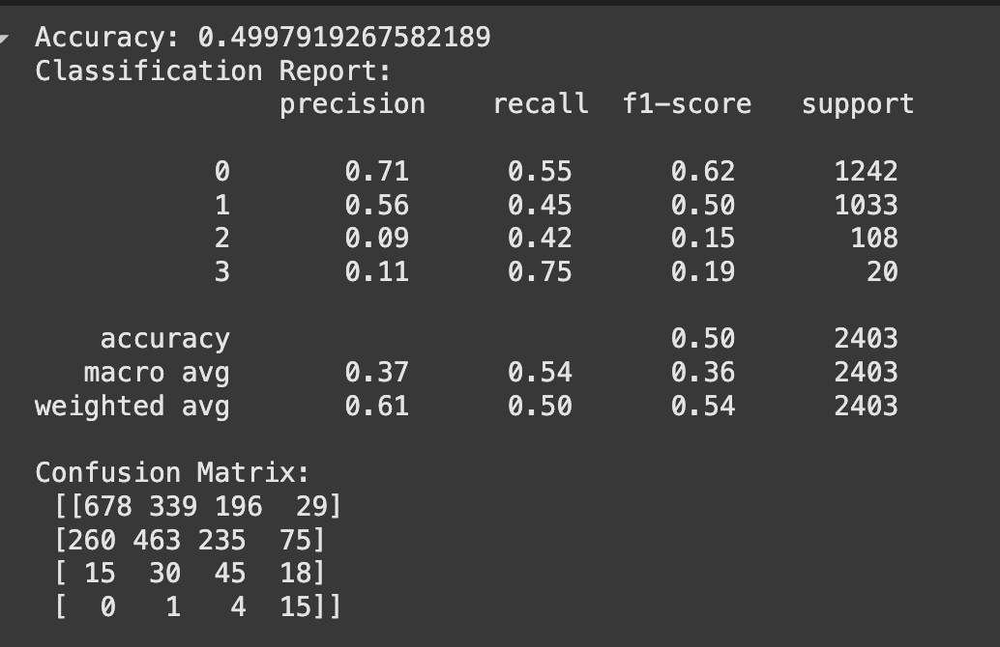 Accuracy: 0.4997919267582189
Classification Report:
              precision    recall  f1-score   support

           0       0.71      0.55      0.62      1242
           1       0.56      0.45      0.50      1033
           2       0.09      0.42      0.15       108
           3       0.11      0.75      0.19        20

    accuracy                           0.50      2403
   macro avg       0.37      0.54      0.36      2403
weighted avg       0.61      0.50      0.54      2403

Confusion Matrix:
 [[678 339 196  29]
 [260 463 235  75]
 [ 15  30  45  18]
 [  0   1   4  15]]